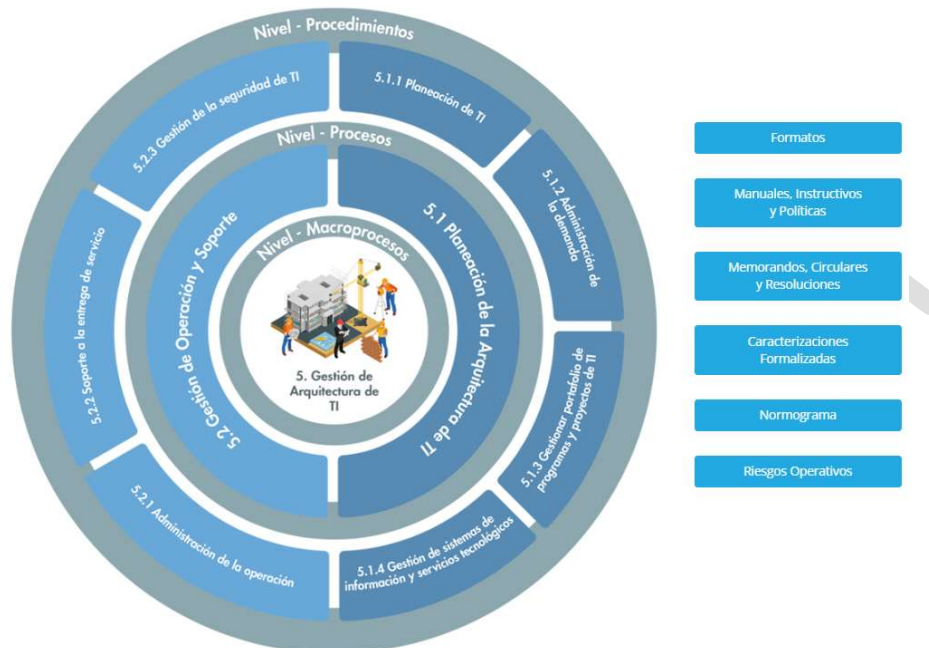 Nivel - Procedimientos
5.1.1 Planeación de TI
5.1.2 Administración de
la demanda
5.1.3 Gestionar portafolio de
programas y proyectos de TI
5.1.4 Gestión de sistemas de
información y servicios tecnológicos
5.2.1 Administración de la operación
5.2.2 Soporte a la entrega de servicio
5.2.3 Gestión de la seguridad de TI
Nivel - Procesos
5.1 Planeación de la Arquitectura de TI
5.2 Gestión de Operación y Soporte
Nivel - Macroprocesos
5. Gestión de
Arquitectura de
TI
Formatos
Manuales, Instructivos
y Políticas
Memorandos, Circulares
y Resoluciones
Caracterizaciones
Formalizadas
Normograma
Riesgos Operativos